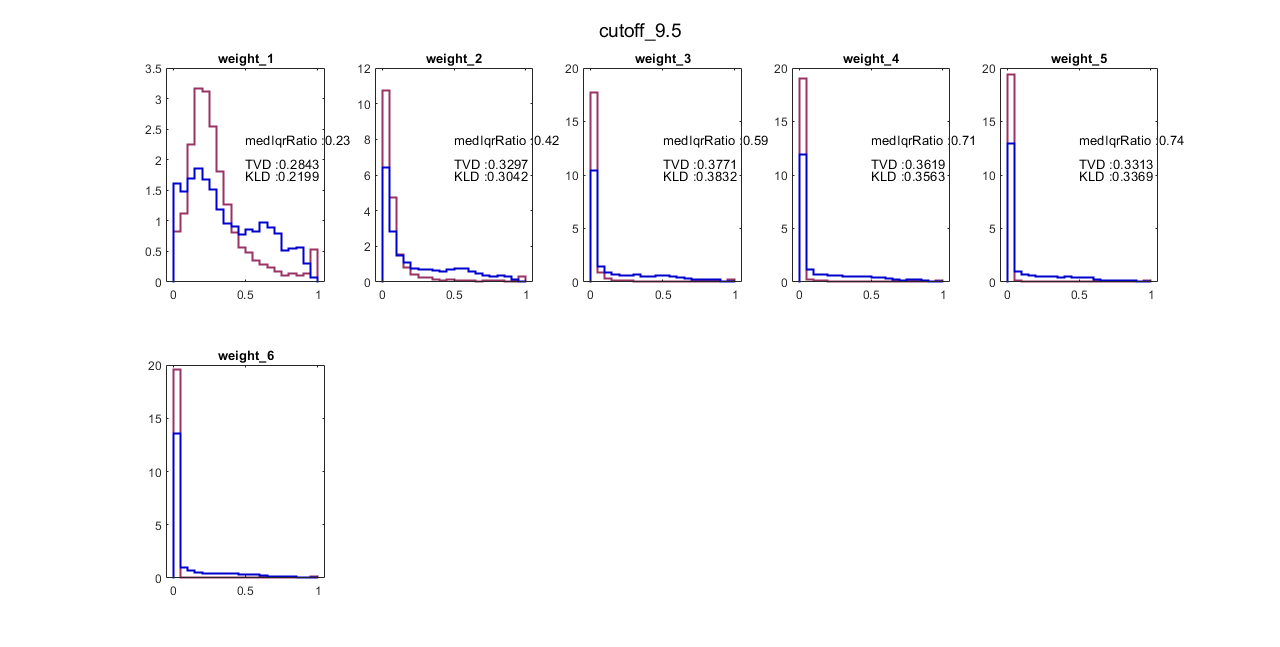 cutoff_9.5
weight_1
3.5
3
2.5
2
1.5
1
0.5
0
0
0.5
1
medIqrRatio :0.23
TVD :0.2843
KLD :0.2199
weight_2
12
10
8
6
4
2
0
0
0.5
1
medIqrRatio :0.42
TVD :0.3297
KLD :0.3042
weight_3
20
15
10
5
0
0
0.5
1
medIqrRatio :0.59
TVD :0.3771
KLD :0.3832
weight_4
20
15
10
5
0
0
0.5
1
medIqrRatio :0.71
TVD :0.3619
KLD :0.3563
weight_5
20
15
10
5
0
0
0.5
1
medIqrRatio :0.74
TVD :0.3313
KLD :0.3369
weight_6
20
15
10
5
0
0
0.5
1